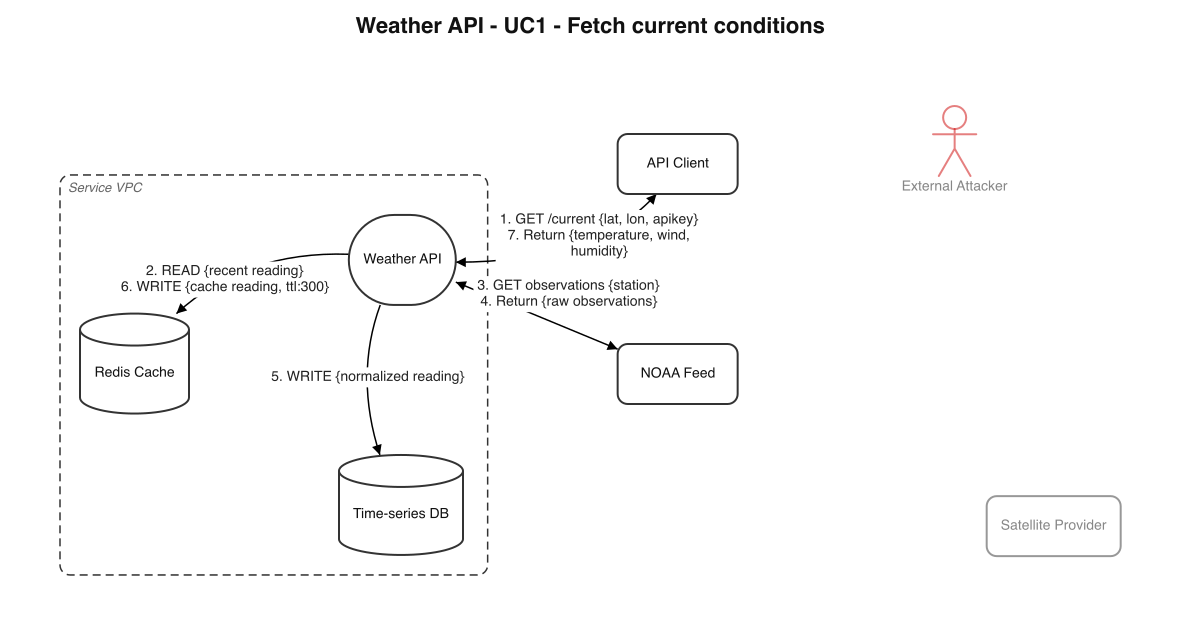 Weather API - UC1 - Fetch current conditions
External Attacker
API Client
Service VPC
1. GET /current {lat, lon, apikey}
7. Return {temperature, wind,
humidity}
Weather API
2. READ {recent reading}
6. WRITE {cache reading, ttl:300}
3. GET observations {station}
4. Return {raw observations}
Redis Cache
NOAA Feed
5. WRITE {normalized reading}
Time-series DB
Satellite Provider